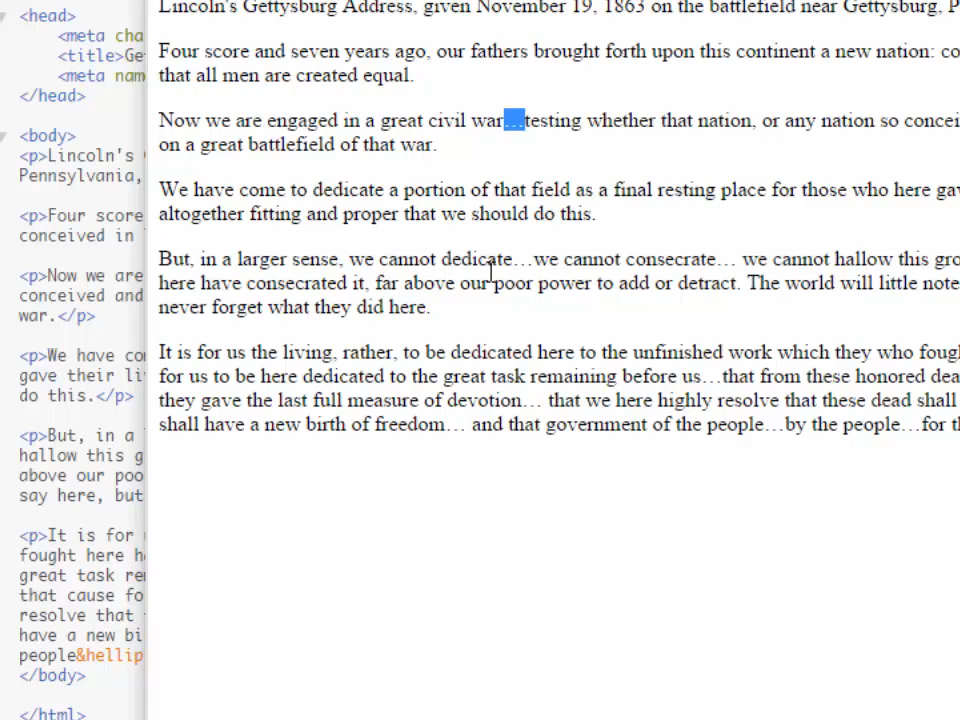 <head>
<meta cha
<title>Ge
<meta nam
</head>
<body>
<p>Lincoln's
Pennsylvania,
<p>Four score
conceived in
<p>Now we are
conceived and
war.</p>
<p>We have co
gave their li
do this.</p>
<p>But, in a
hallow this g
above our poo
say here, but
<p>It is for
fought here h
great task re
that cause fo
resolve that
have a new bi
people&hellip
</body>
</html>
Lincoln's Gettysburg Address, given November 19, 1863 on the battlefield near Gettysburg, P
Four score and seven years ago, our fathers brought forth upon this continent a new nation: co
that all men are created equal.
Now we are engaged in a great civil war…testing whether that nation, or any nation so concei
on a great battlefield of that war.
We have come to dedicate a portion of that field as a final resting place for those who here gav
altogether fitting and proper that we should do this.
But, in a larger sense, we cannot dedicate…we cannot consecrate… we cannot hallow this gro
here have consecrated it, far above our poor power to add or detract. The world will little note
never forget what they did here.
It is for us the living, rather, to be dedicated here to the unfinished work which they who foug
for us to be here dedicated to the great task remaining before us…that from these honored dea
they gave the last full measure of devotion… that we here highly resolve that these dead shall
shall have a new birth of freedom… and that government of the people…by the people…for t